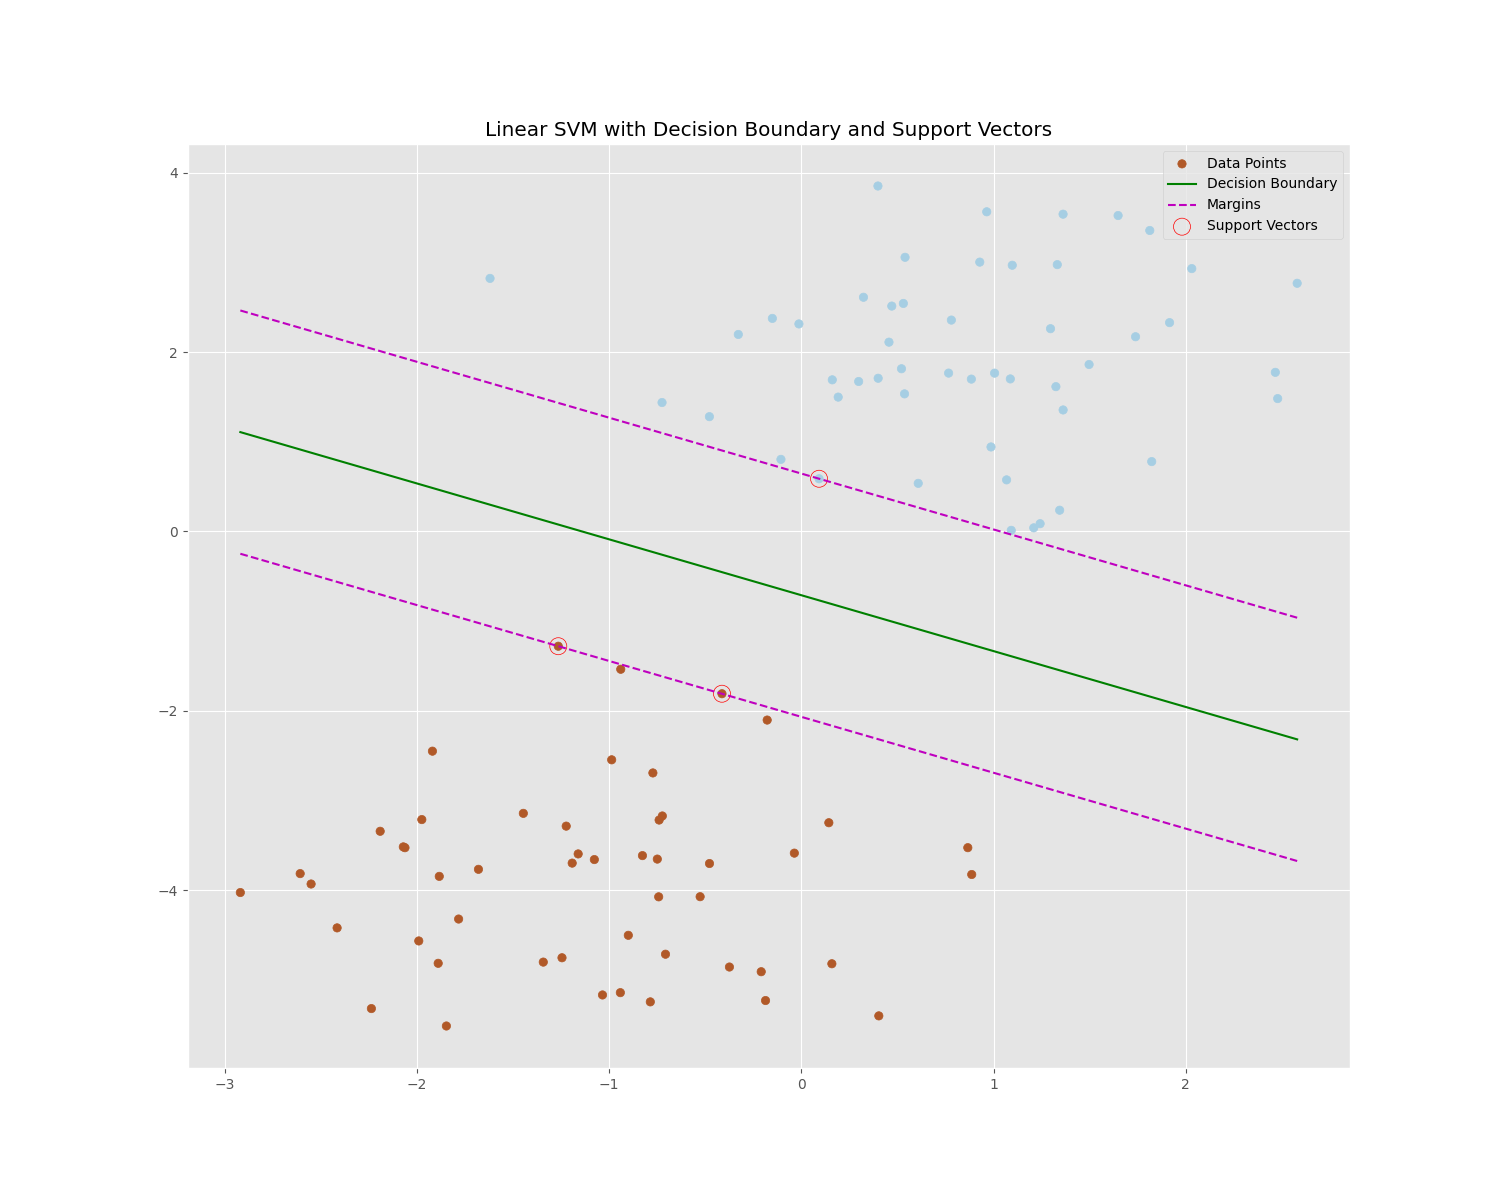 Linear SVM with Decision Boundary and Support Vectors
Data Points
Decision Boundary
Margins
Support Vectors
4
2
0
−2
−4
−3
−2
−1
0
1
2